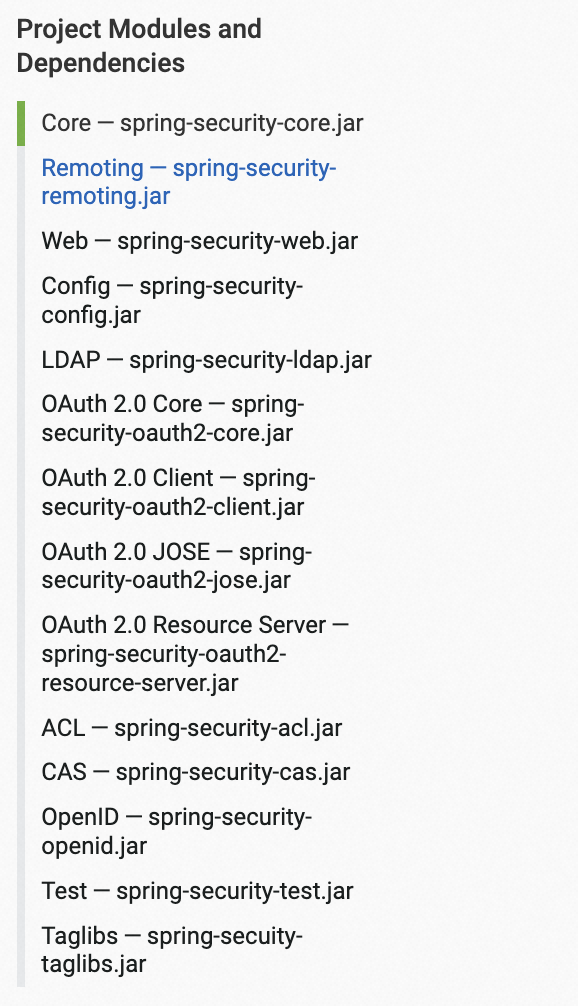 Project Modules and
Dependencies
Core — spring-security-core.jar
Remoting — spring-security-
remoting.jar
Web — spring-security-web.jar
Config — spring-security-
config.jar
LDAP — spring-security-ldap.jar
OAuth 2.0 Core — spring-
security-oauth2-core.jar
OAuth 2.0 Client — spring-
security-oauth2-client.jar
OAuth 2.0 JOSE — spring-
security-oauth2-jose.jar
OAuth 2.0 Resource Server —
spring-security-oauth2-
resource-server.jar
ACL — spring-security-acl.jar
CAS — spring-security-cas.jar
OpenID — spring-security-
openid.jar
Test — spring-security-test.jar
Taglibs — spring-secuity-
taglibs.jar